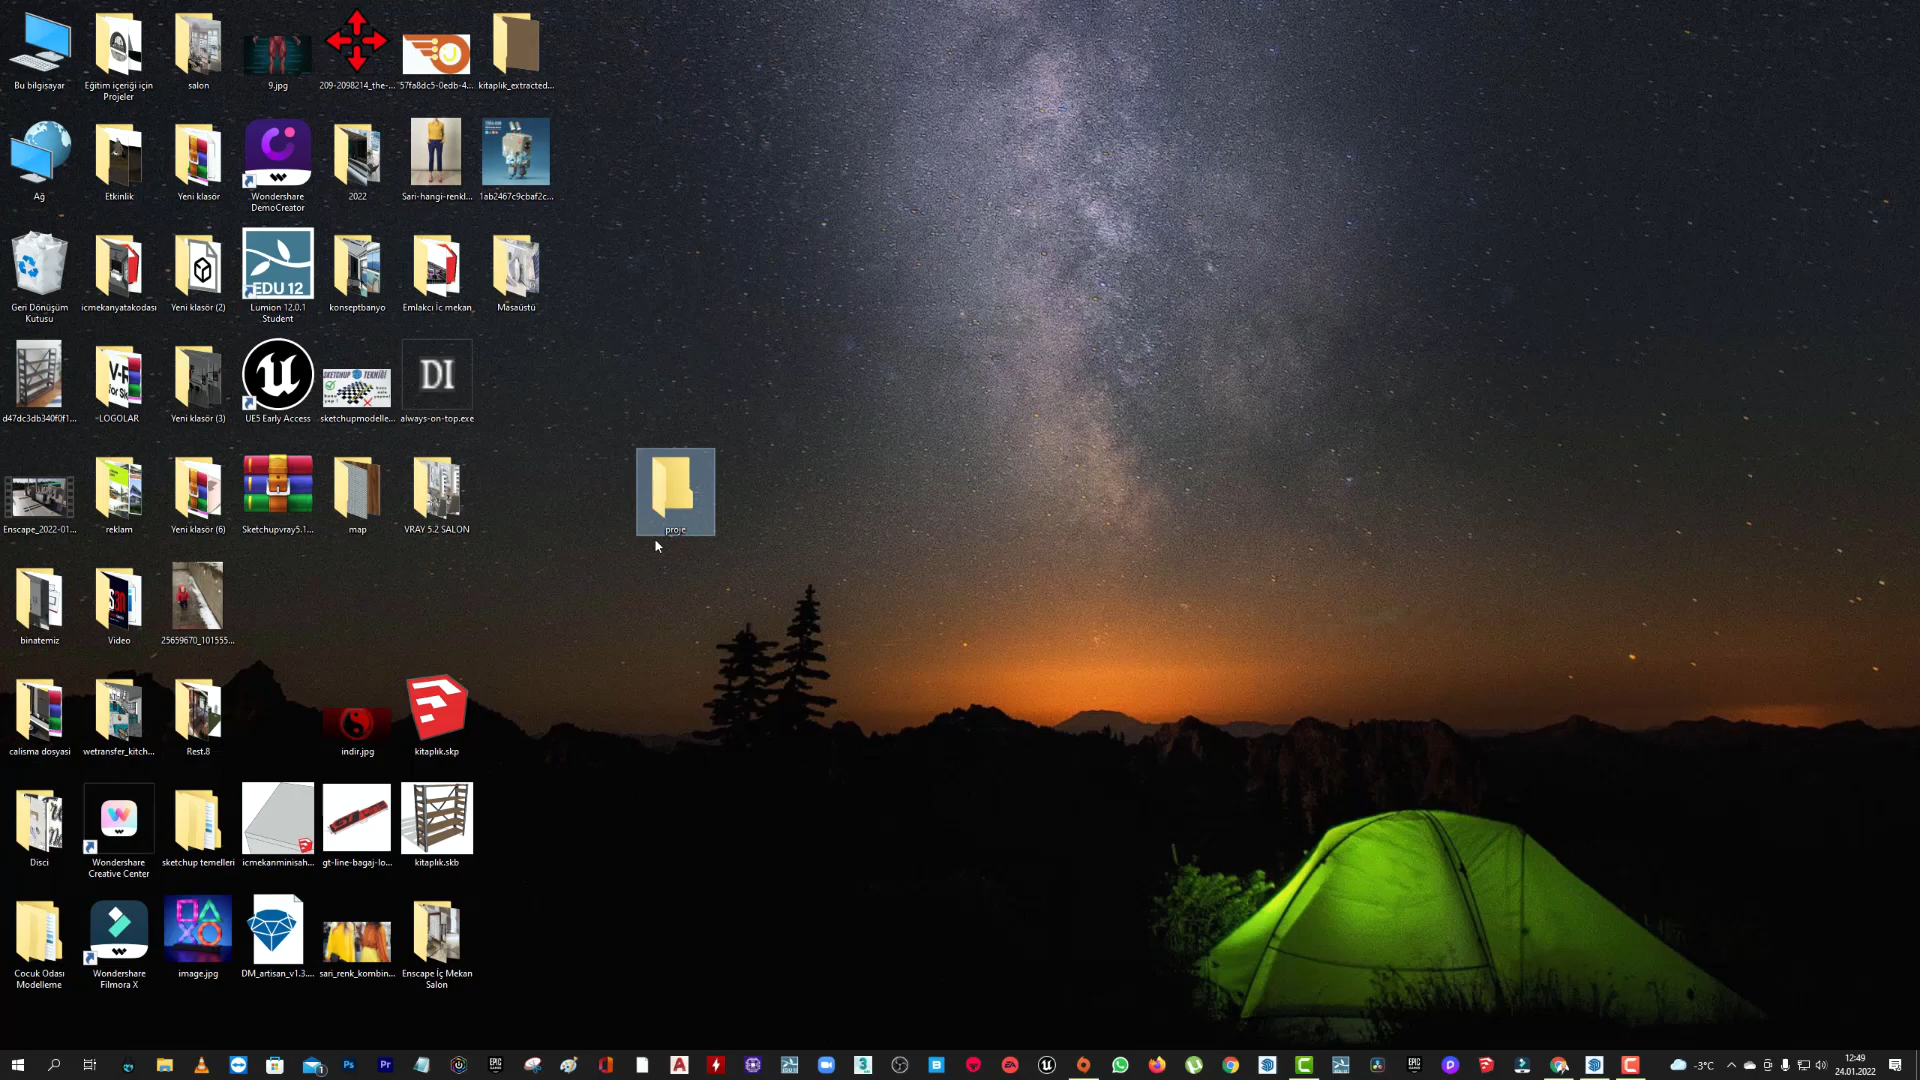 Bu bilgisayar
Eğitim içeriği için
Projeler
salon
9.jpg
209-2098214_the-...
57fa8dc5-0edb-4...
kitaplık_extracted...
Ağ
Etkinlik
Yeni klasör
Wondershare
DemoCreator
2022
Sari-hangi-renkl...
1ab2467c9cbaf2c...
EDU 12
Geri Dönüşüm
Kutusu
icmekanyatakodası
Yeni klasör (2)
Lumion 12.0.1
Student
konseptbanyo
Emlakcı İc mekan
Masaüstü
DI
d47dc3db340f0f1...
LOGOLAR
Yeni klasör (3)
UE5 Early Access
sketchupmodelle...
always-on-top.exe
Enscape_2022-01...
reklam
Yeni klasör (6)
Sketchupvray5.1...
map
VRAY 5.2 SALON
proje
binatemiz
Video
25659670_101555...
calisma dosyasi
wetransfer_kitch...
Rest.8
indir.jpg
kitaplık.skp
Disci
Wondershare
Creative Center
sketchup temelleri
icmekanminisah...
gt-line-bagaj-lo...
kitaplık.skb
Cocuk Odası
Modelleme
Wondershare
Filmora X
image.jpg
DM_artisan_v1.3....
sari_renk_kombin...
Enscape İç Mekan
Salon
-3°C
12:49
24.01.2022